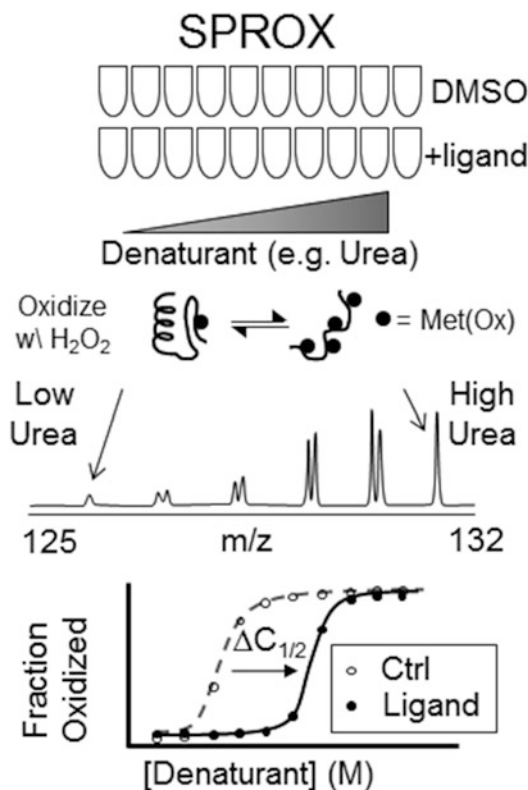 SPROX
DMSO
+ligand
Denaturant (e.g. Urea)
Oxidize
w\ H₂O₂
= Met(Ox)
Low
Urea
High
Urea
125
m/z
132
Fraction
Oxidized
ΔC₁/₂
Ctrl
Ligand
[Denaturant] (M)